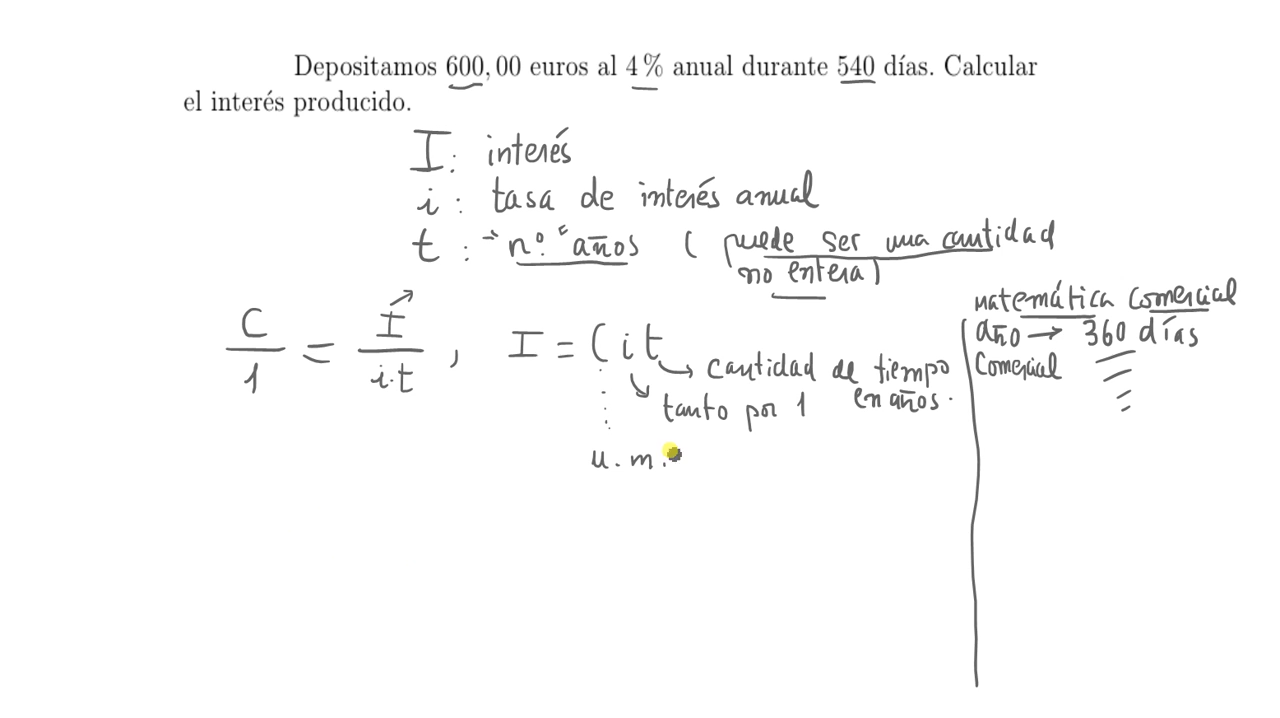 Depositamos 600,00 euros al 4% anual durante 540 días. Calcular
el interés producido.
I: interés
i: tasa de interés anual
t: → nº "años (puede ser una cantidad
no entera)
matemática comercial
año → 360 días
Comercial
C/1 = I/i.t , I = C i t
→ cantidad de tiempo
en años.
tanto por 1
u.m.